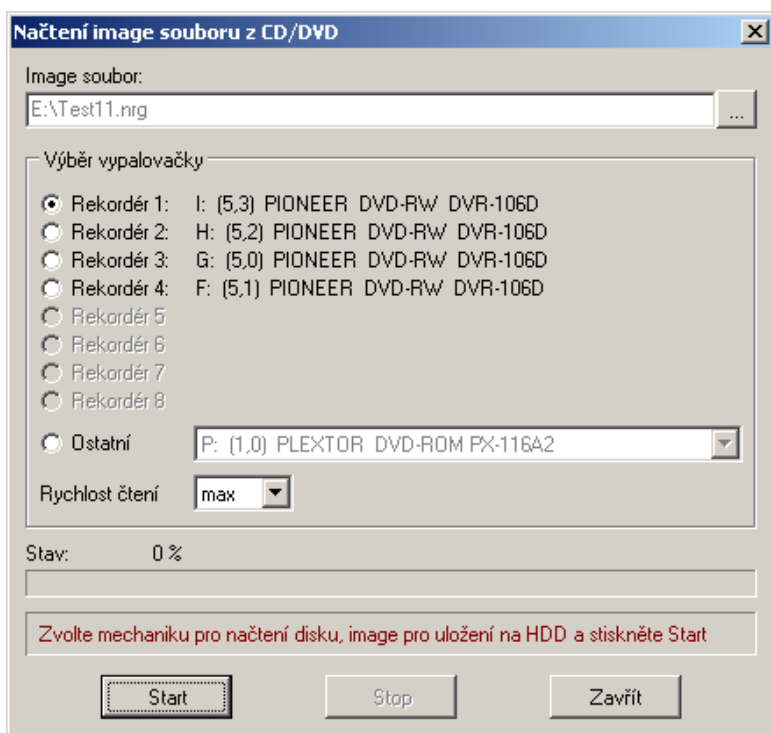 Načtení image souboru z CD/DVD
Image soubor:
E:\Test11.nrg
...
Výběr vypalovačky
Rekordér 1: I: (5,3) PIONEER DVD-RW DVR-106D
Rekordér 2: H: (5,2) PIONEER DVD-RW DVR-106D
Rekordér 3: G: (5,0) PIONEER DVD-RW DVR-106D
Rekordér 4: F: (5,1) PIONEER DVD-RW DVR-106D
Rekordér 5
Rekordér 6
Rekordér 7
Rekordér 8
Ostatní P: (1,0) PLEXTOR DVD-ROM PX-116A2
Rychlost čtení max
Stav: 0 %
Zvolte mechaniku pro načtení disku, image pro uložení na HDD a stiskněte Start
Start Stop Zavřít